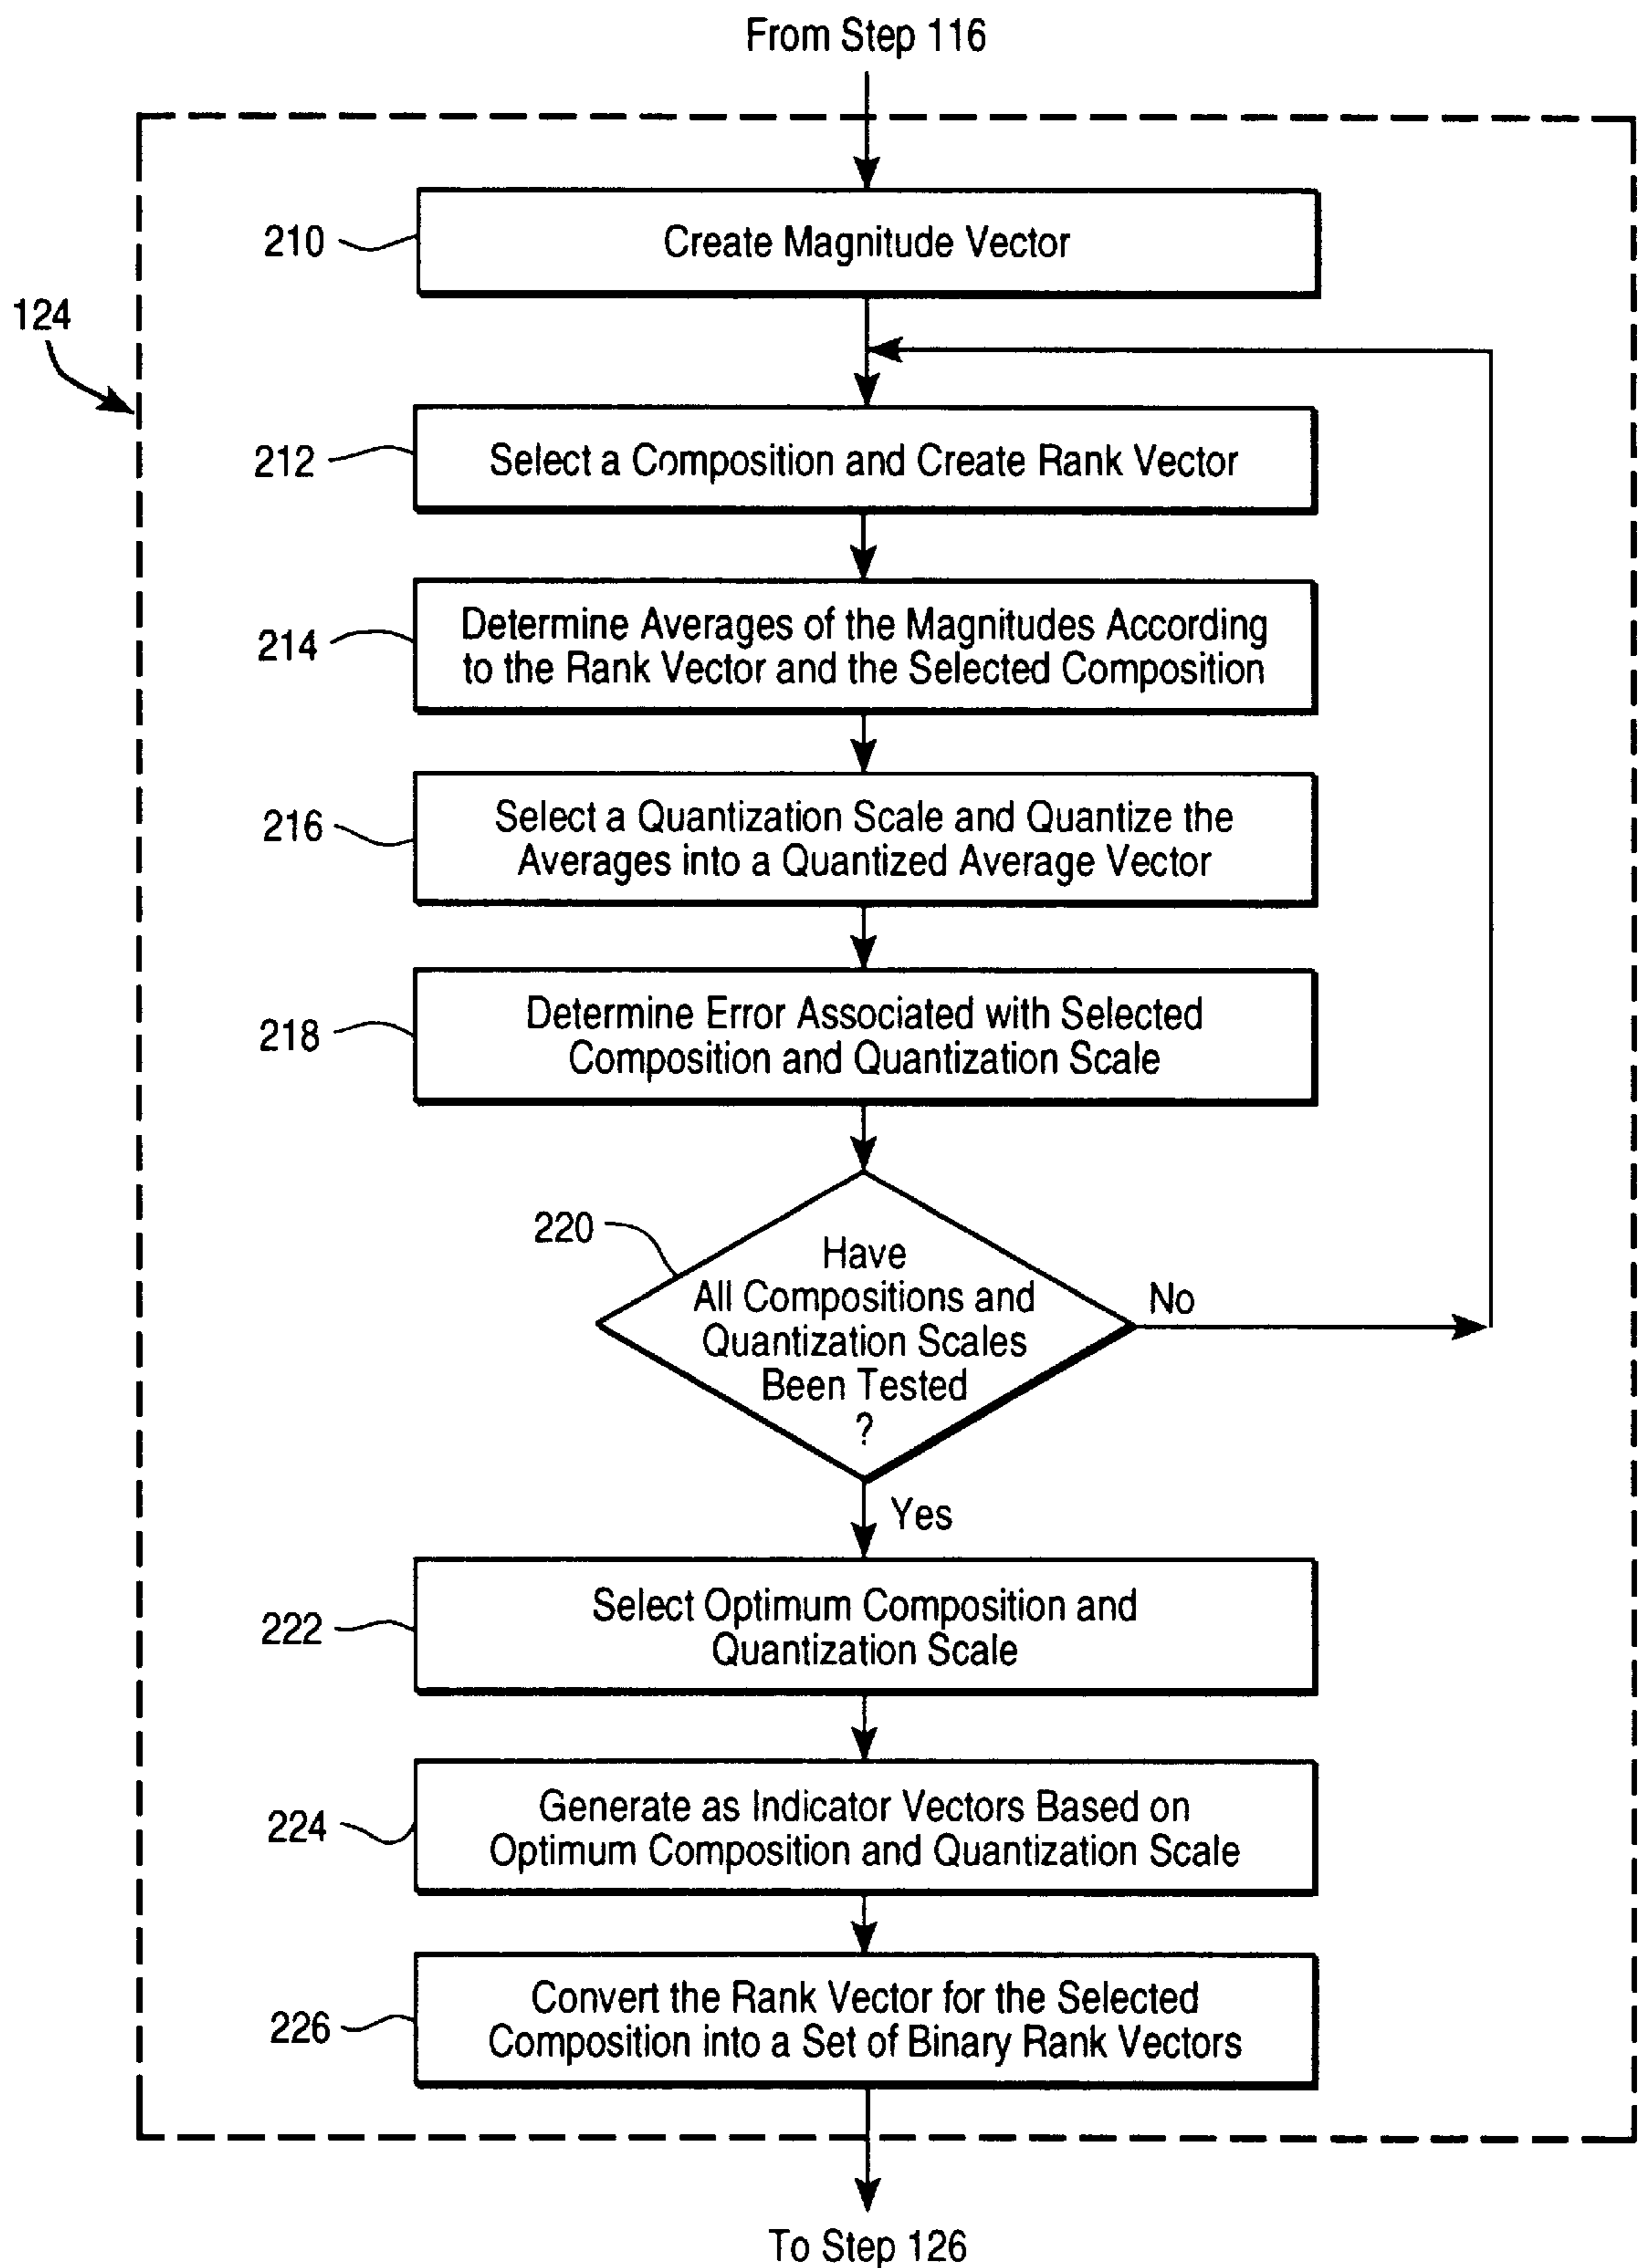 From Step 116
124
210
Create Magnitude Vector
212
Select a Composition and Create Rank Vector
214
Determine Averages of the Magnitudes According
to the Rank Vector and the Selected Composition
216
Select a Quantization Scale and Quantize the
Averages into a Quantized Average Vector
218
Determine Error Associated with Selected
Composition and Quantization Scale
220
Have
All Compositions and
Quantization Scales
Been Tested
?
No
Yes
222
Select Optimum Composition and
Quantization Scale
224
Generate as Indicator Vectors Based on
Optimum Composition and Quantization Scale
226
Convert the Rank Vector for the Selected
Composition into a Set of Binary Rank Vectors
To Step 126